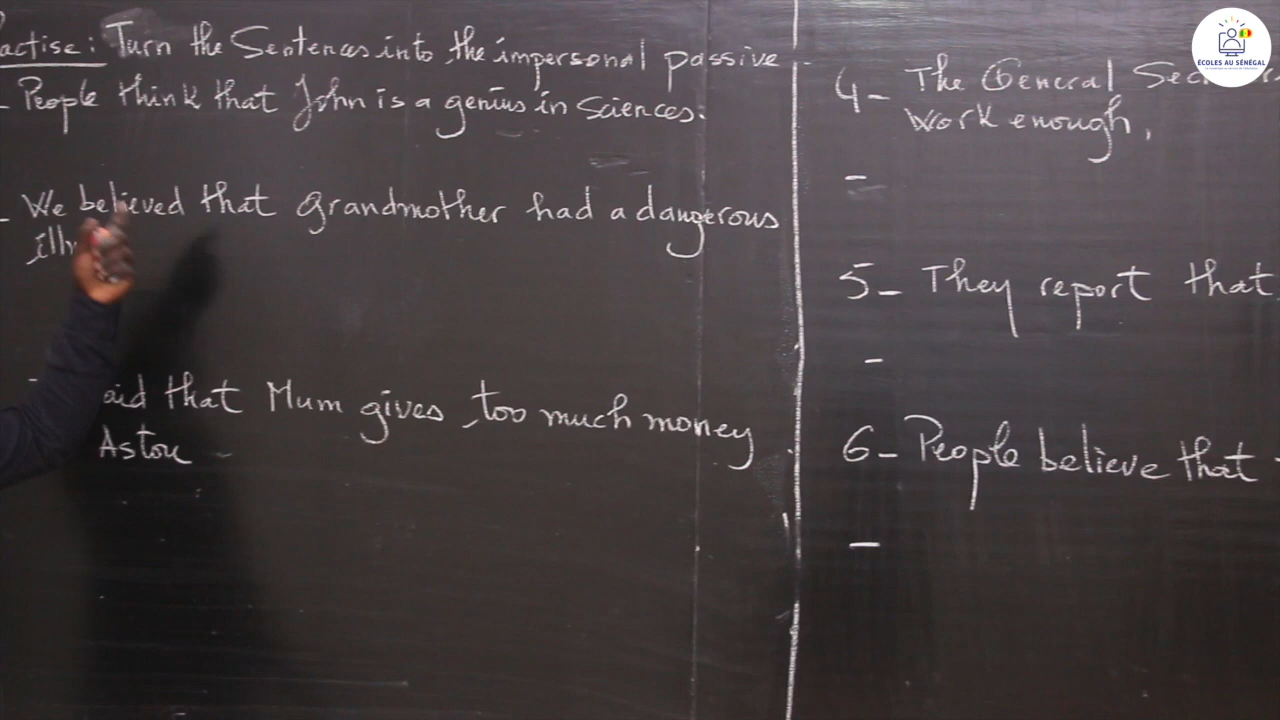 actise: Turn the Sentences into the impersonal passive
- People think that John is a genius in Sciences.
- We believed that Grandmother had a dangerous
ill
aid that Mum gives too much money
Astou
4- The General Sec
work enough.
-
5- They report that
-
6- People believe that
-
ÉCOLES AU SÉNÉGAL